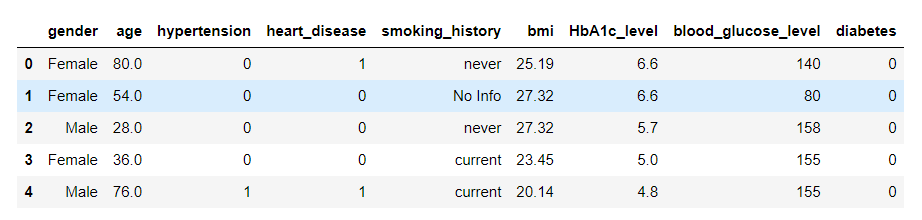 gender age hypertension heart_disease smoking_history bmi HbA1c_level blood_glucose_level diabetes
0 Female 80.0 0 1 never 25.19 6.6 140 0
1 Female 54.0 0 0 No Info 27.32 6.6 80 0
2 Male 28.0 0 0 never 27.32 5.7 158 0
3 Female 36.0 0 0 current 23.45 5.0 155 0
4 Male 76.0 1 1 current 20.14 4.8 155 0